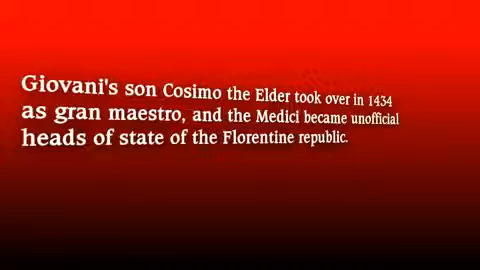 Giovani's son Cosimo the Elder took over in 1434
as gran maestro, and the Medici became unofficial
heads of state of the Florentine republic.